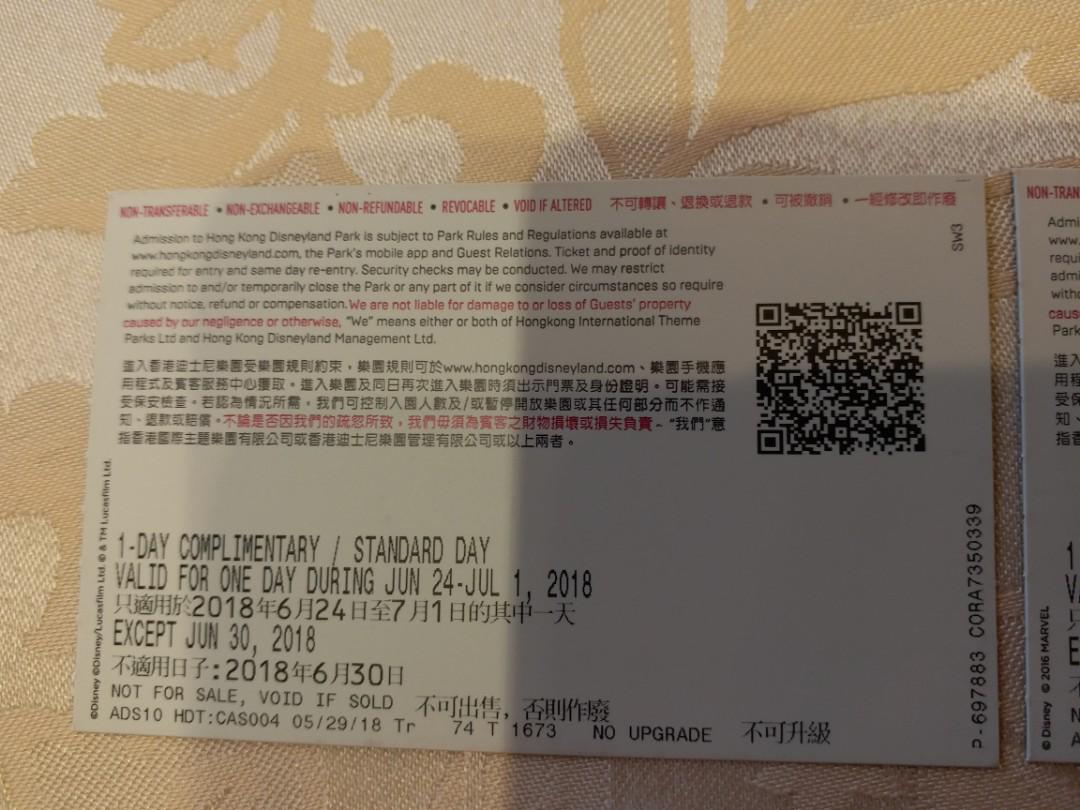 NON-TRANSFERABLE • NON-EXCHANGEABLE • NON-REFUNDABLE • REVOCABLE • VOID IF ALTERED 不可轉讓、退換或退款 • 可被撤銷 • 一經修改即作廢
SW3
Admission to Hong Kong Disneyland Park is subject to Park Rules and Regulations available at
www.hongkongdisneyland.com, the Park's mobile app and Guest Relations. Ticket and proof of identity
required for entry and same day re-entry. Security checks may be conducted. We may restrict
admission to and/or temporarily close the Park or any part of it if we consider circumstances so require
without notice, refund or compensation. We are not liable for damage to or loss of Guests' property
caused by our negligence or otherwise, "We" means either or both of Hongkong International Theme
Parks Ltd and Hong Kong Disneyland Management Ltd.
進入香港迪士尼樂園受樂園規則約束，樂園規則可於www.hongkongdisneyland.com、樂園手機應
用程式及賓客服務中心獲取。進入樂園及同日再次進入樂園時須出示門票及身份證明。可能需接
受保安檢查。若認為情況所需，我們可控制入園人數及/或暫停開放樂園或其任何部分而不作通
知、退款或賠償。不論是否因我們的疏忽所致，我們毋須為賓客之財物損壞或損失負責。"我們"意
指香港國際主題樂園有限公司或香港迪士尼樂園管理有限公司或以上兩者。
©Disney ©Disney/Lucasfilm Ltd. © & TM Lucasfilm Ltd.
1-DAY COMPLIMENTARY / STANDARD DAY
VALID FOR ONE DAY DURING JUN 24-JUL 1, 2018
只適用於2018年6月24日至7月1日的其中一天
EXCEPT JUN 30, 2018
不適用日子:2018年6月30日
NOT FOR SALE, VOID IF SOLD 不可出售, 否則作廢
ADS10 HDT:CAS004 05/29/18 Tr 74 T 1673 NO UPGRADE 不可升級
P-697883 CORA7350339
NON-TRAN
Admi
www.
requi
admi
witho
caus
Park
進入
用程
受保
知、
指香
© Disney © 2016 MARVEL